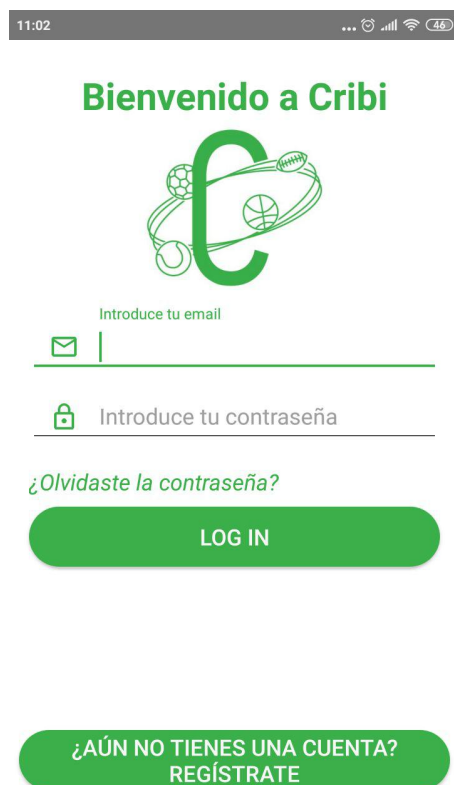 11:02
46
Bienvenido a Cribi
C
Introduce tu email
Introduce tu contraseña
¿Olvidaste la contraseña?
LOG IN
¿AÚN NO TIENES UNA CUENTA?
REGÍSTRATE